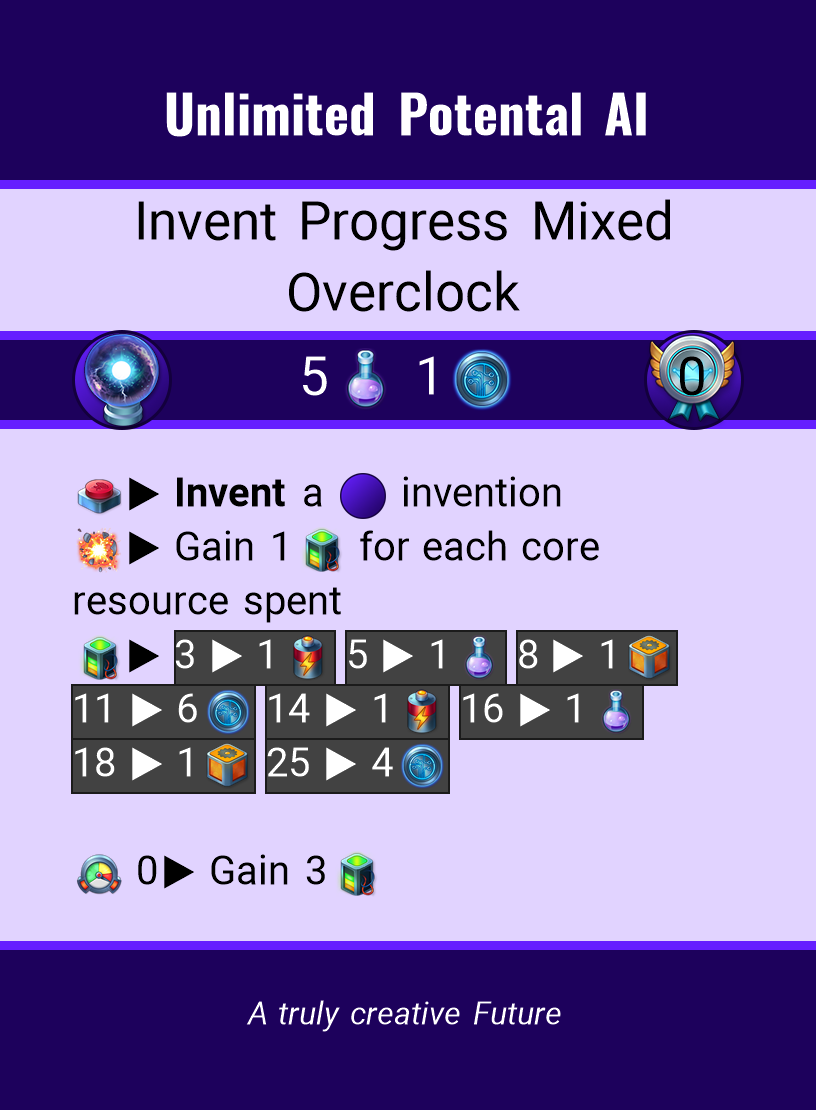 Unlimited Potental AI
Invent Progress Mixed
Overclock
5 1 0
▶ Invent a invention
▶ Gain 1 for each core
resource spent
▶ 3 ▶ 1 5 ▶ 1 8 ▶ 1
11 ▶ 6 14 ▶ 1 16 ▶ 1
18 ▶ 1 25 ▶ 4
0▶ Gain 3
A truly creative Future